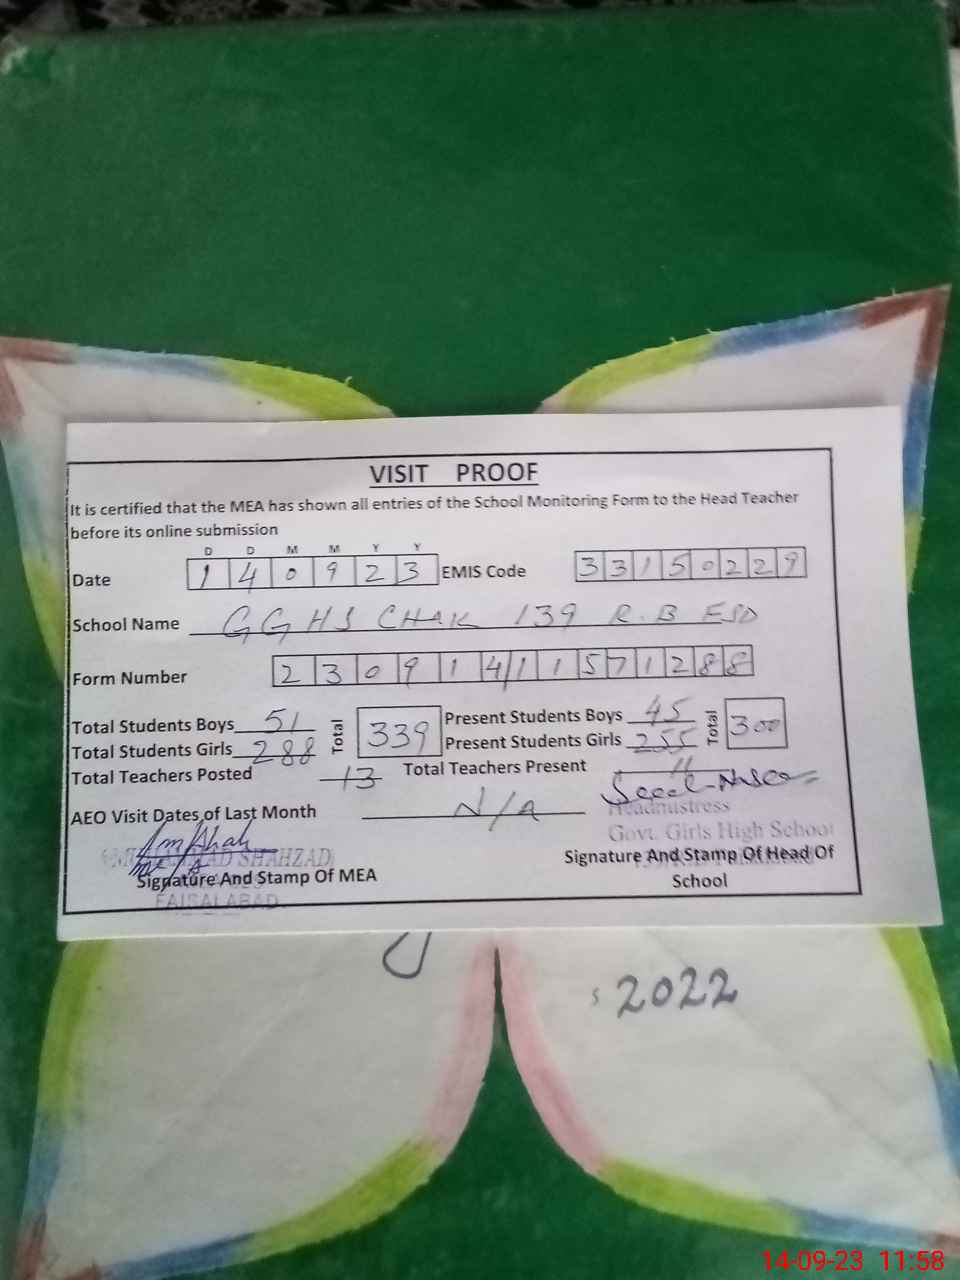 VISIT PROOF
It is certified that the MEA has shown all entries of the School Monitoring Form to the Head Teacher
before its online submission
D D M M Y Y
Date 1 4 0 9 2 3 EMIS Code 3 3 1 5 0 2 2 9
School Name GGHS CHAK 139 R.B FSD
Form Number 2 3 0 9 1 4/1 1 5 7 1 2 8 8
Total Students Boys 51 Total 339 Present Students Boys 45 Total 300
Total Students Girls 288 Present Students Girls 255
Total Teachers Posted 13 Total Teachers Present 11
AEO Visit Dates of Last Month N/A
Headmistress
Govt. Girls High School
SHAHZAD
Signature And Stamp Of MEA
Signature And Stamp Of Head Of
School
FAISALABAD
2022
14-09-23 11:58